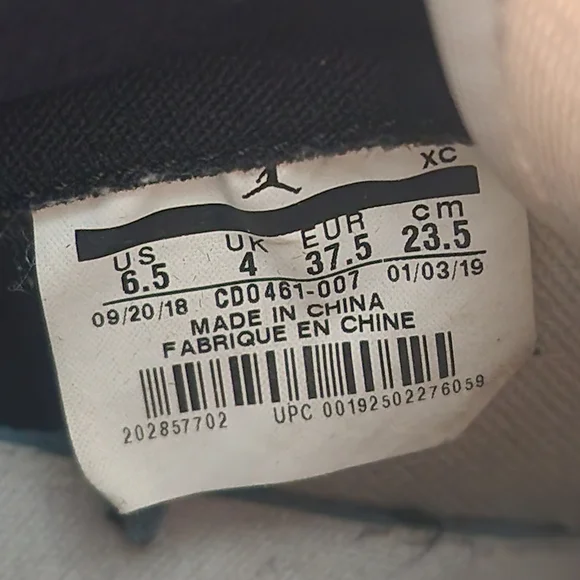 XC
US UK EUR cm
6.5 4 37.5 23.5
09/20/18 CD0461-007 01/03/19
MADE IN CHINA
FABRIQUE EN CHINE
202857702 UPC 00192502276059